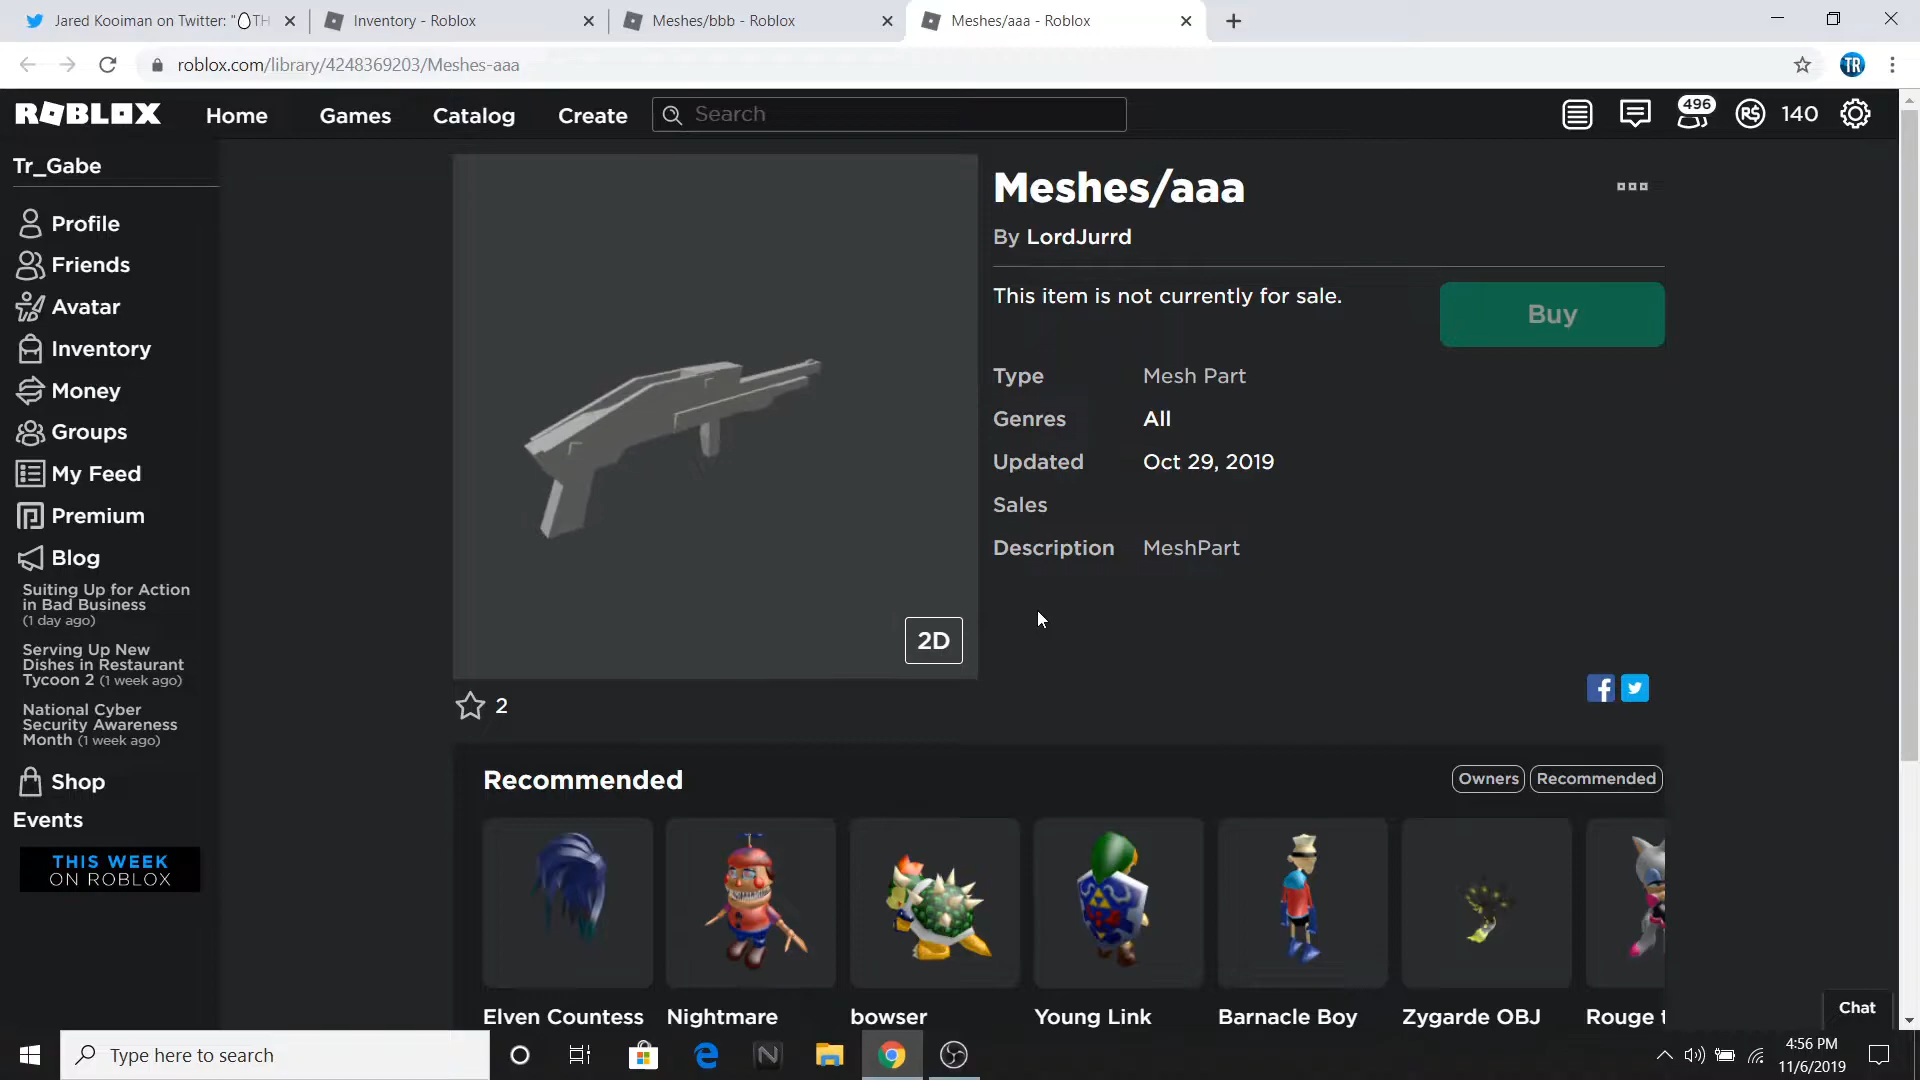 Jared Kooiman on Twitter: "🥚TH
Inventory - Roblox
Meshes/bbb - Roblox
Meshes/aaa - Roblox
roblox.com/library/4248369203/Meshes-aaa
TR
ROBLOX
Home
Games
Catalog
Create
Search
496
R$
140
Tr_Gabe
Profile
Friends
Avatar
Inventory
Money
Groups
My Feed
Premium
Blog
Suiting Up for Action
in Bad Business
(1 day ago)
Serving Up New
Dishes in Restaurant
Tycoon 2 (1 week ago)
National Cyber
Security Awareness
Month (1 week ago)
Shop
Events
THIS WEEK
ON ROBLOX
2D
2
Meshes/aaa
By LordJurrd
This item is not currently for sale.
Buy
Type Mesh Part
Genres All
Updated Oct 29, 2019
Sales
Description MeshPart
Recommended
Owners
Recommended
Elven Countess
Nightmare
bowser
Young Link
Barnacle Boy
Zygarde OBJ
Rouge t
Chat
Type here to search
4:56 PM
11/6/2019